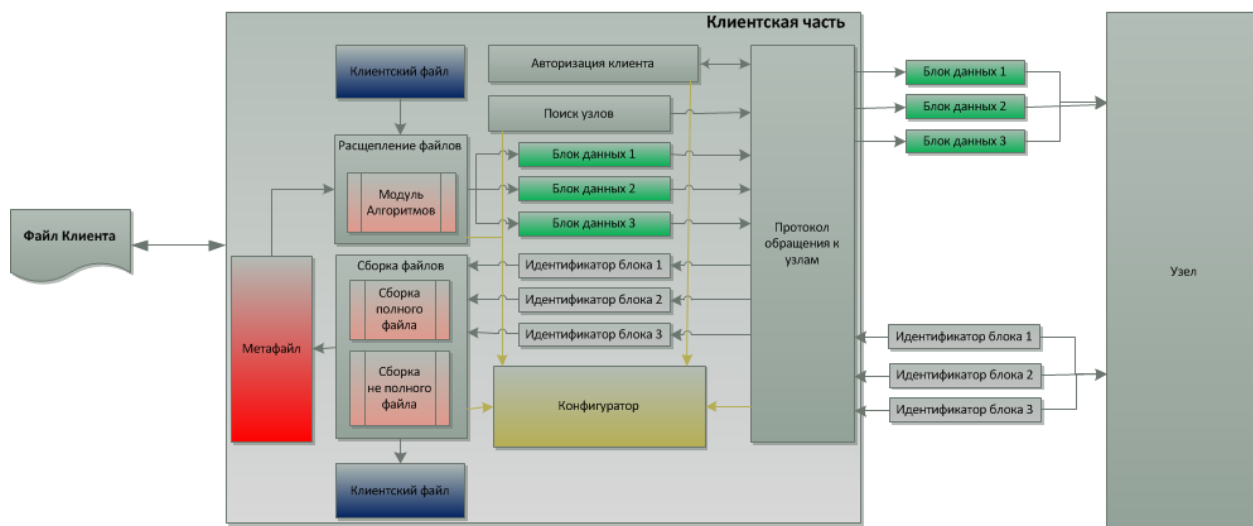 Клиентская часть
Клиентский файл
Авторизация клиента
Поиск узлов
Расщепление файлов
Модуль
Алгоритмов
Блок данных 1
Блок данных 2
Блок данных 3
Блок данных 1
Блок данных 2
Блок данных 3
Файл Клиента
Протокол
обращения к
узлам
Узел
Сборка файлов
Сборка
полного
файла
Сборка
не полного
файла
Идентификатор блока 1
Идентификатор блока 2
Идентификатор блока 3
Идентификатор блока 1
Идентификатор блока 2
Идентификатор блока 3
Метафайл
Конфигуратор
Клиентский файл